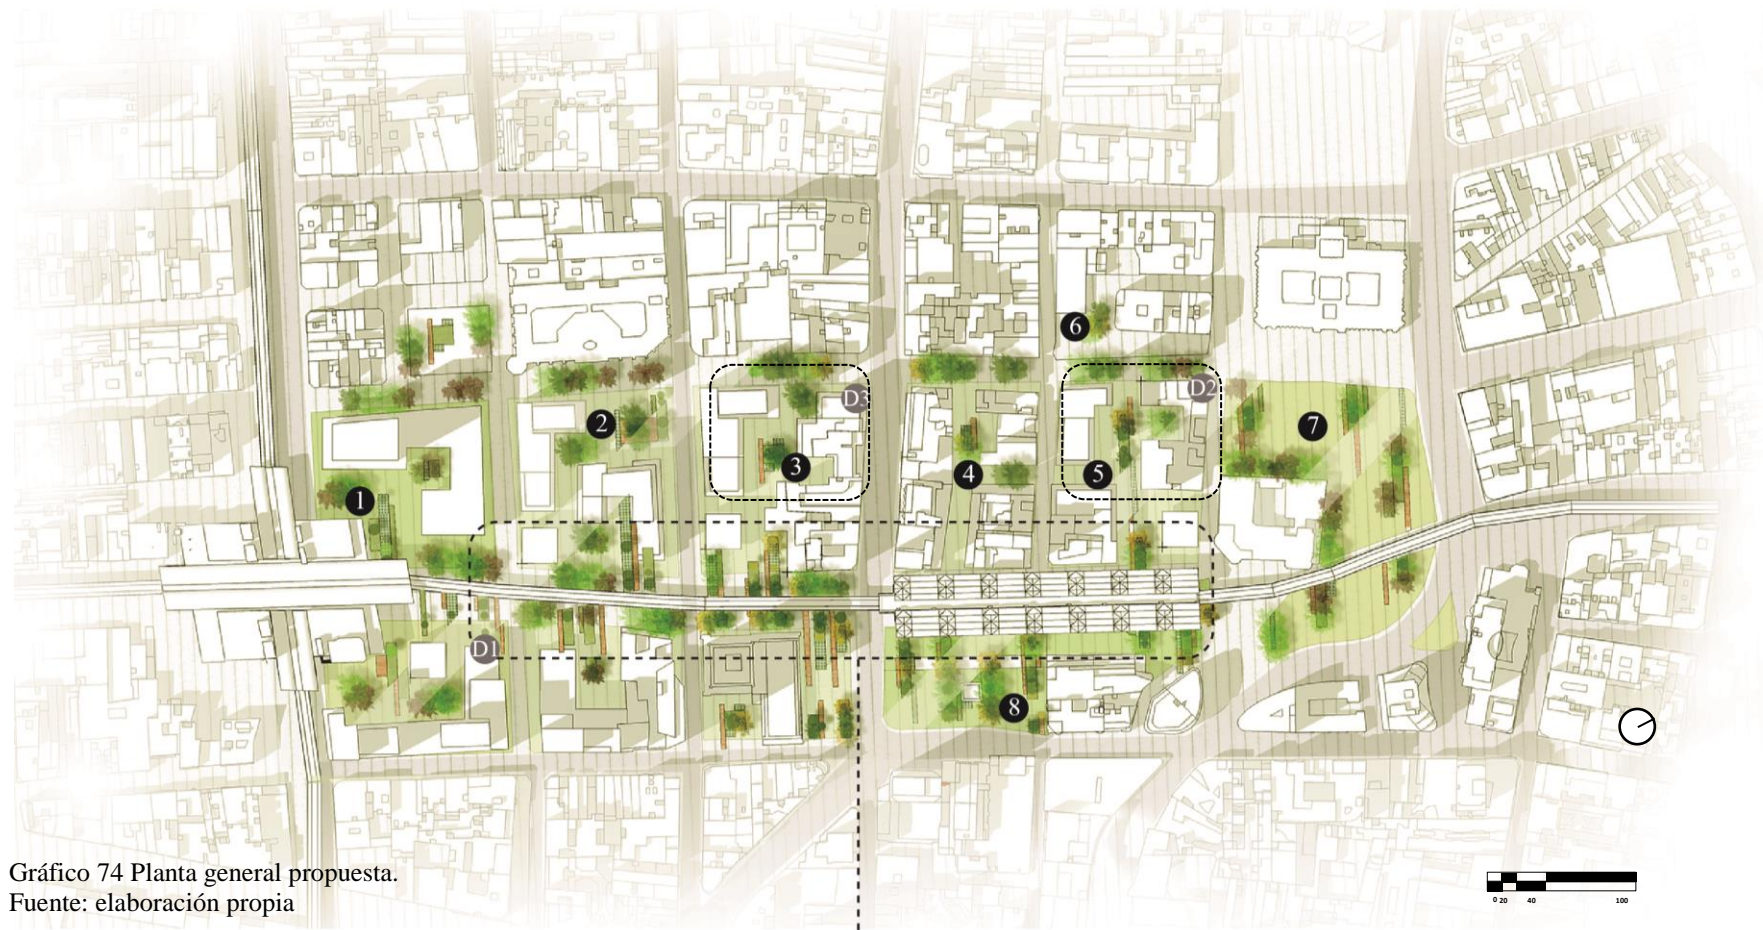 6
D3
D2
2
7
3
4
5
1
D1
8
Gráfico 74 Planta general propuesta.
Fuente: elaboración propia
0 20 40 100